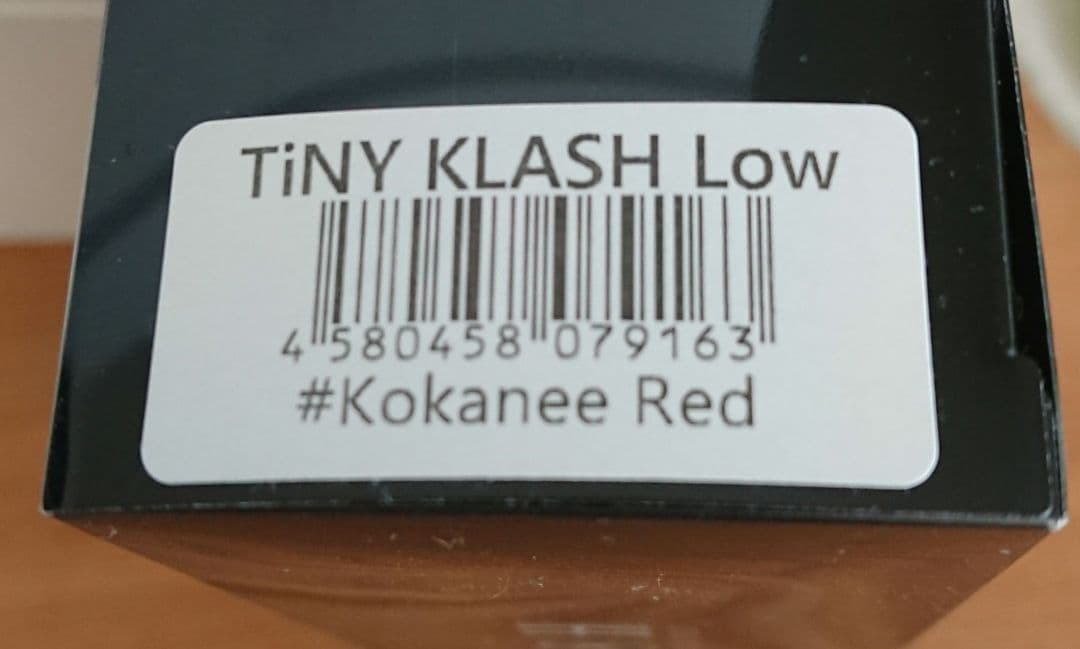 TiNY KLASH Low
4 580458 079163
#Kokanee Red